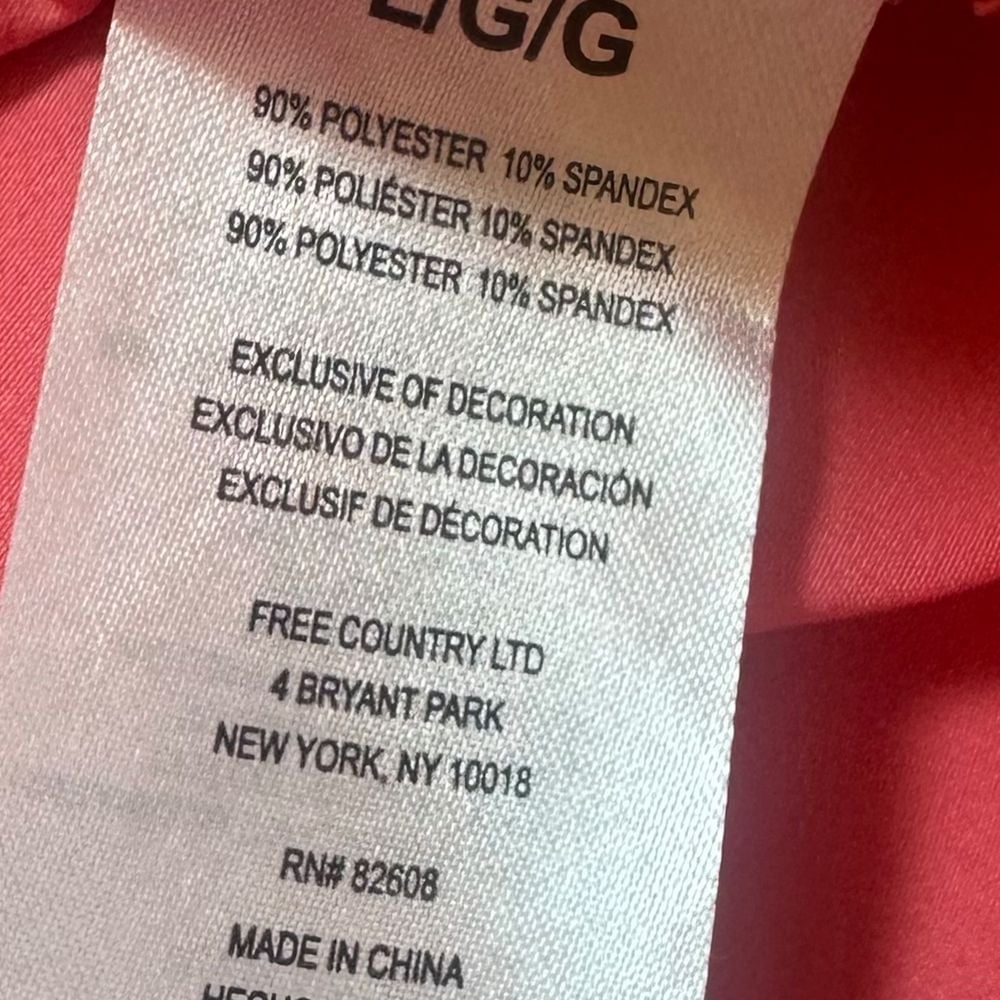 L/G/G
90% POLYESTER 10% SPANDEX
90% POLIÉSTER 10% SPANDEX
90% POLYESTER 10% SPANDEX
EXCLUSIVE OF DECORATION
EXCLUSIVO DE LA DECORACIÓN
EXCLUSIF DE DÉCORATION
FREE COUNTRY LTD
4 BRYANT PARK
NEW YORK, NY 10018
RN# 82608
MADE IN CHINA